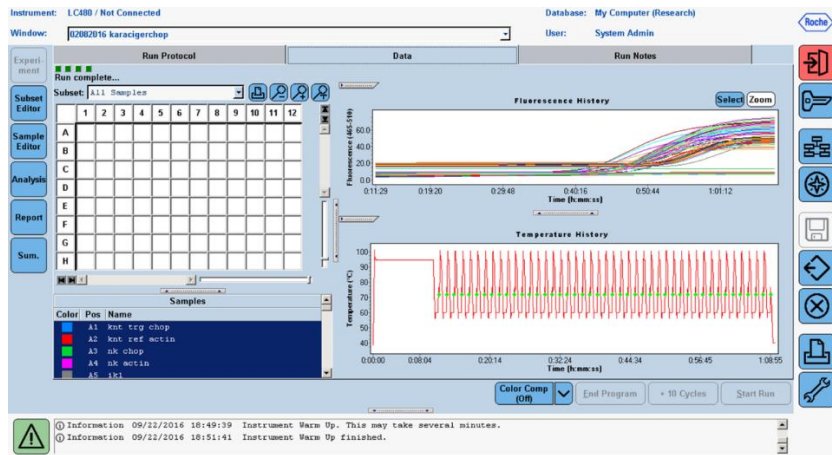 Instrument: LC480 / Not Connected
Database: My Computer (Research)
Window: 02082016 karacigerchop
User: System Admin
Roche
Experi-
ment
Subset
Editor
Sample
Editor
Analysis
Report
Sum.
Run Protocol
Data
Run Notes
Run complete...
Subset: All Samples
1 2 3 4 5 6 7 8 9 10 11 12
A
B
C
D
E
F
G
H
Samples
Color Pos Name
A1 knt trg chop
A2 knt ref actin
A3 nk chop
A4 nk actin
A5 ik1
Fluorescence History
Select Zoom
Fluorescence (465-510)
60.0
40.0
20.0
0.0
0:11:29 0:19:20 0:29:48 0:40:16 0:50:44 1:01:12
Time (h:mm:ss)
Temperature History
Temperature (°C)
100
90
80
70
60
50
40
0:00:00 0:08:04 0:20:14 0:32:24 0:44:34 0:56:45 1:08:55
Time (h:mm:ss)
Color Comp
(Off)
End Program
+ 10 Cycles
Start Run
Information 09/22/2016 18:49:39 Instrument Warm Up. This may take several minutes.
Information 09/22/2016 18:51:41 Instrument Warm Up finished.